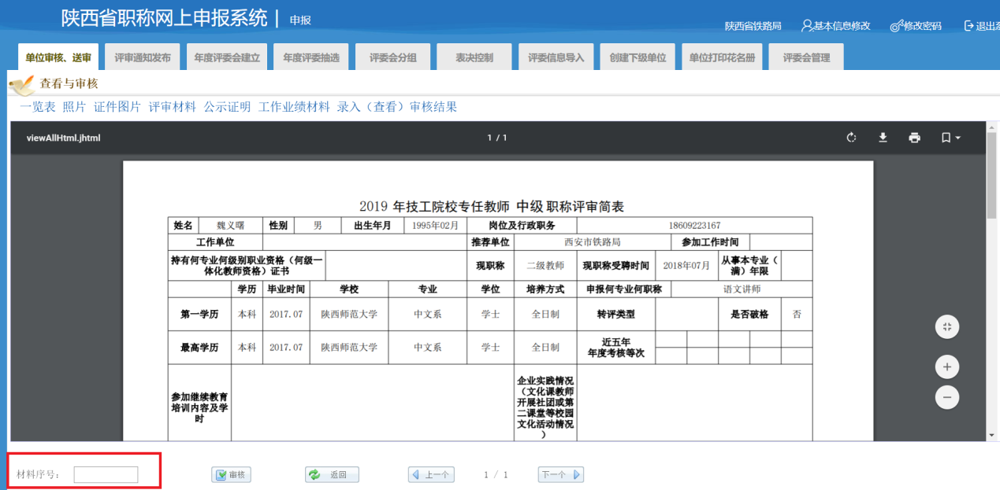 陕西省职称网上申报系统 | 申报
陕西省铁路局 基本信息修改 修改密码 退出系
单位审核、送审 评审通知发布 年度评委会建立 年度评委抽选 评委会分组 表决控制 评委信息导入 创建下级单位 单位打印花名册 评委会管理
查看与审核
一览表 照片 证件图片 评审材料 公示证明 工作业绩材料 录入（查看）审核结果
viewAllHtml.jhtml 1 / 1
2019 年技工院校专任教师 中级 职称评审简表
姓名 魏义曙 性别 男 出生年月 1995年02月 岗位及行政职务 18609223167
工作单位 推荐单位 西安市铁路局 参加工作时间
持有何专业何级别职业资格（何级一
体化教师资格）证书
现职称 二级教师 现职称受聘时间 2018年07月
从事本专业（
满）年限
学历 毕业时间 学校 专业 学位 培养方式 申报何专业何职称 语文讲师
第一学历 本科 2017.07 陕西师范大学 中文系 学士 全日制 转评类型 是否破格 否
最高学历 本科 2017.07 陕西师范大学 中文系 学士 全日制
近五年
年度考核等次
参加继续教育
培训内容及学
时
企业实践情况
（文化课教师
开展社团或第
二课堂等校园
文化活动情况
）
材料序号： 审核 返回 上一个 1 / 1 下一个